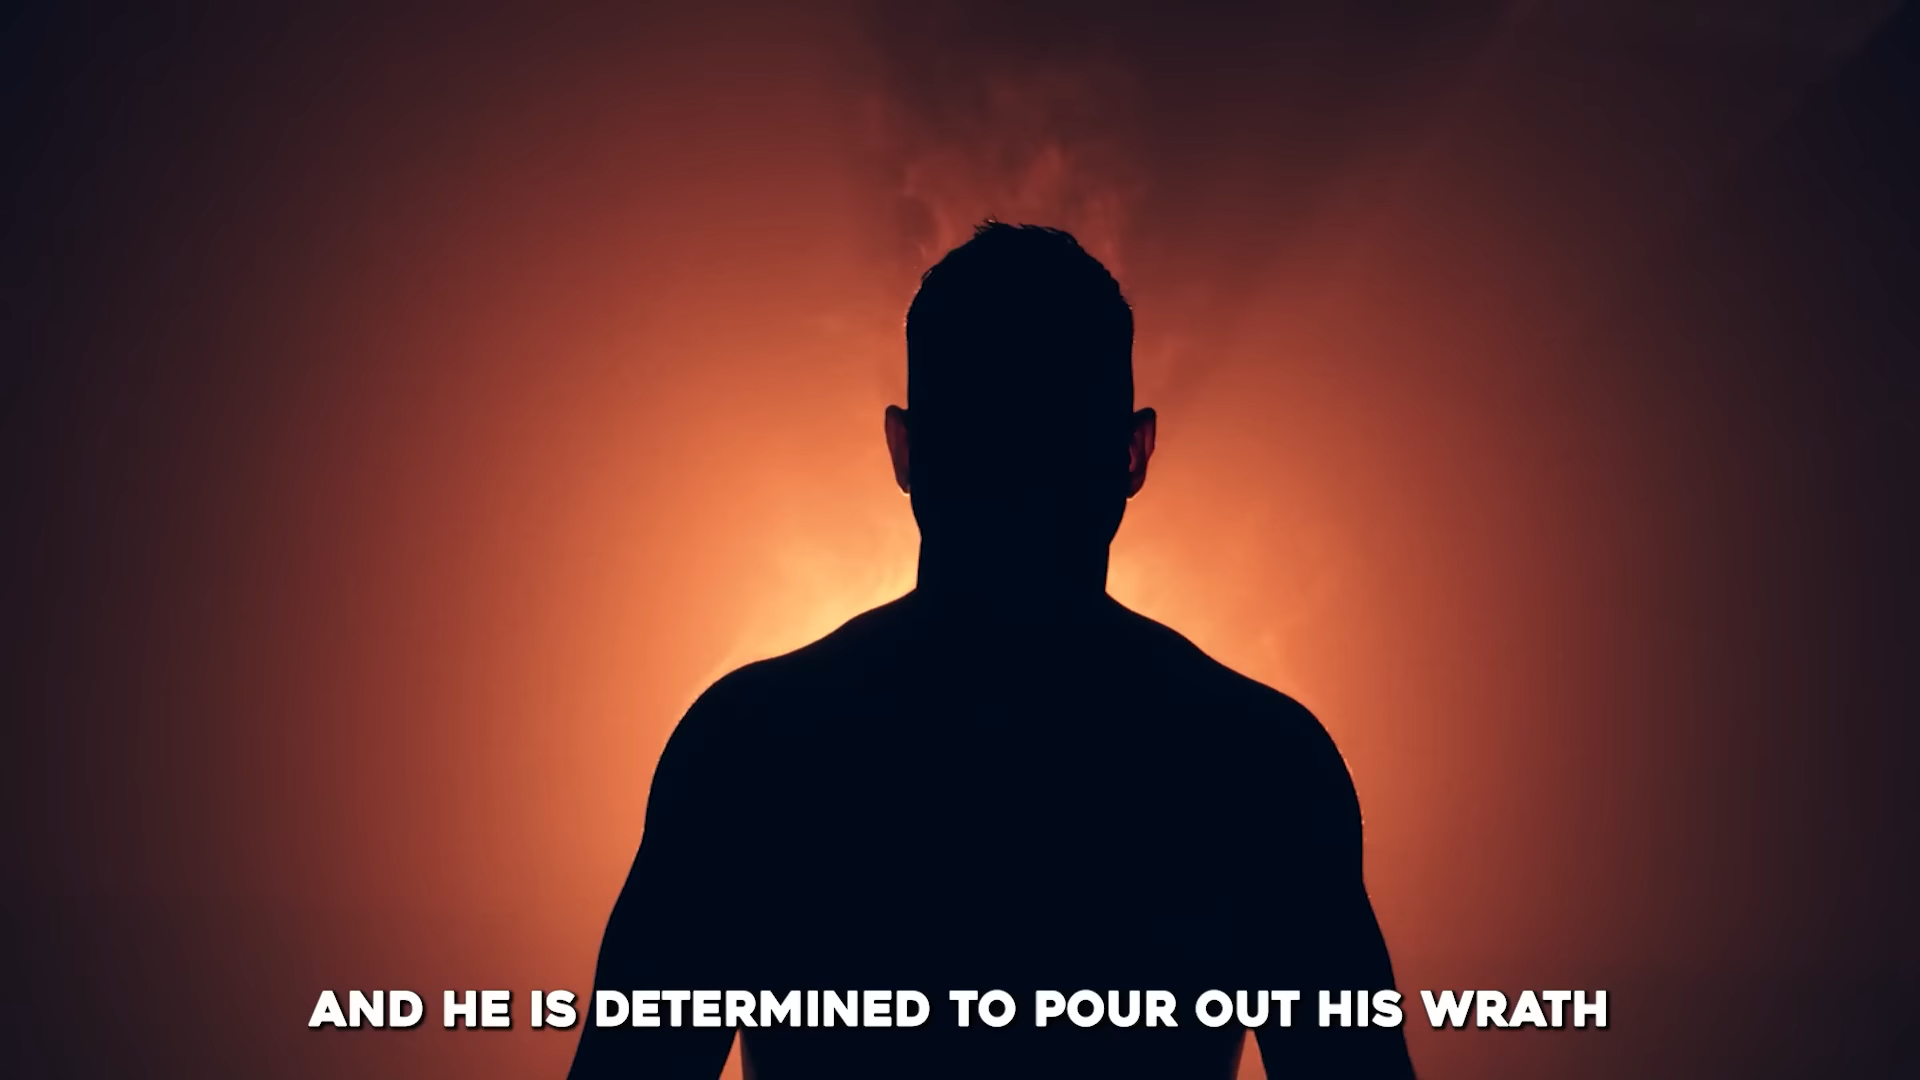 AND HE IS DETERMINED TO POUR OUT HIS WRATH